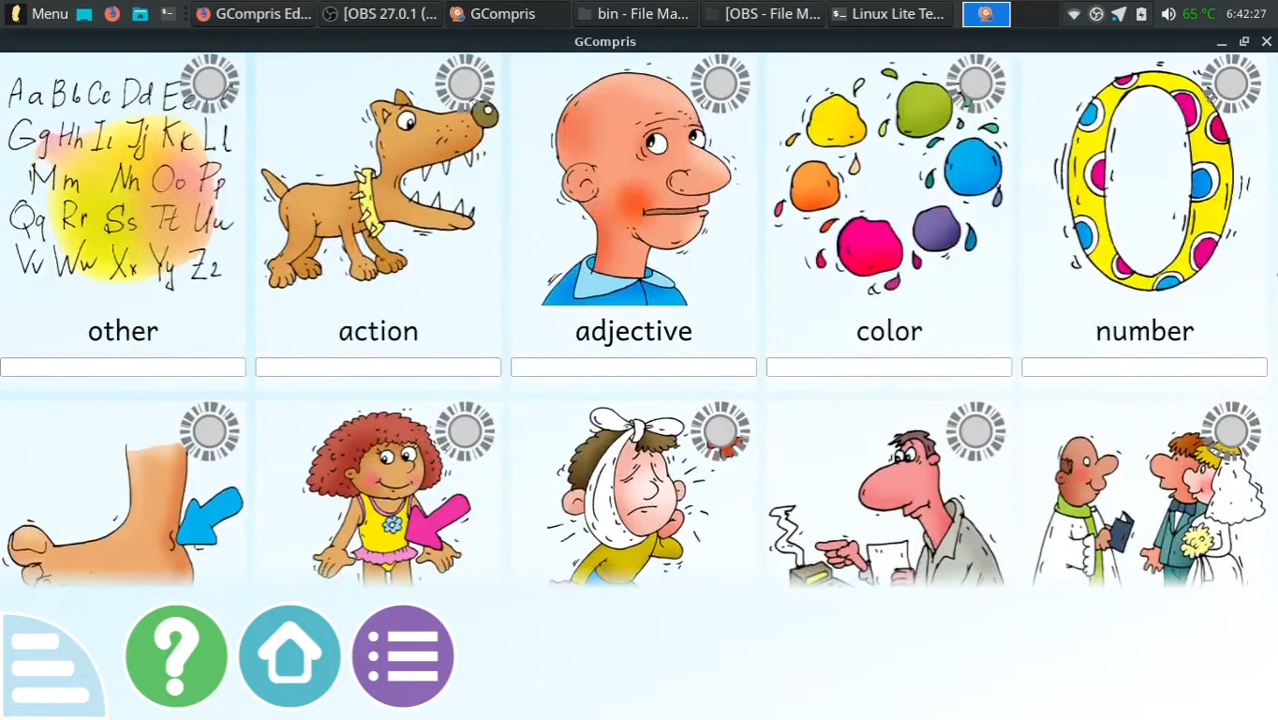 Menu GCompris Ed... [OBS 27.0.1 (... GCompris bin - File Ma... [OBS - File M... Linux Lite Te... 65 °C 6:42:27
GCompris
Aa Bb Cc Dd Ee
Gg Hh Ii Jj Kk Ll
Mm Nn Oo Pp
Qq Rr Ss Tt Uu
Vv Ww Xx Yy Zz
0
other action adjective color number
?